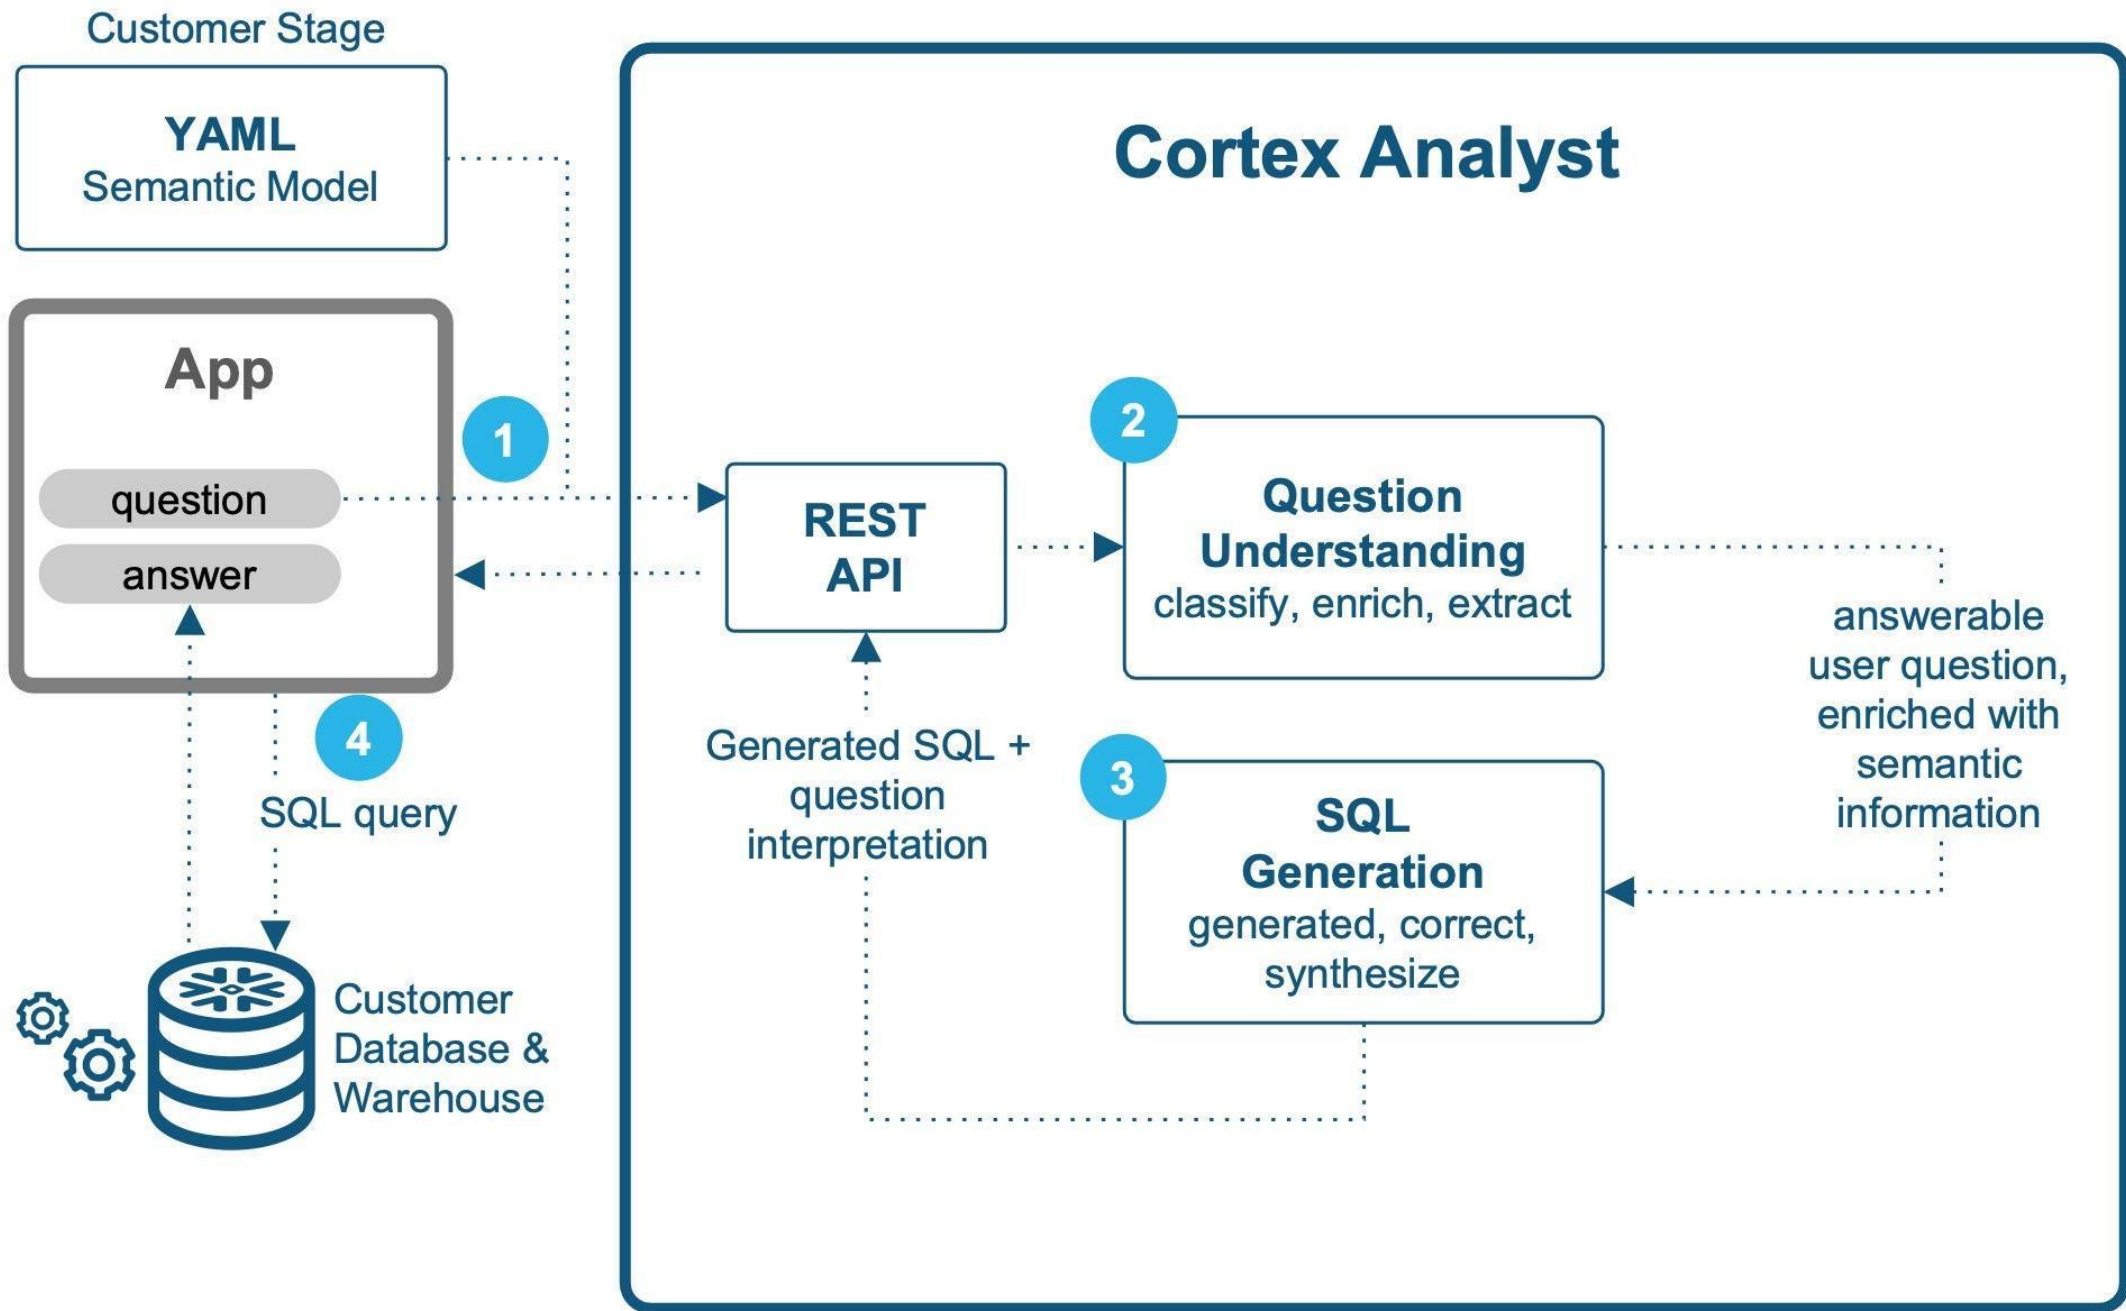 Customer Stage
YAML
Semantic Model
Cortex Analyst
App
question
answer
1
REST
API
2
Question
Understanding
classify, enrich, extract
answerable
user question,
enriched with
semantic
information
3
SQL
Generation
generated, correct,
synthesize
Generated SQL +
question
interpretation
4
SQL query
Customer
Database &
Warehouse